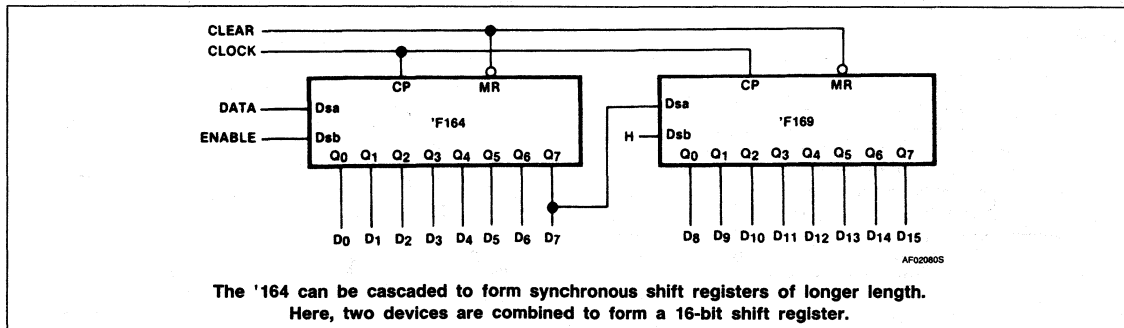 CLEAR
CLOCK
CP MR CP MR
DATA Dsa 'F164 Dsa 'F169
ENABLE Dsb H Dsb
Q0 Q1 Q2 Q3 Q4 Q5 Q6 Q7 Q0 Q1 Q2 Q3 Q4 Q5 Q6 Q7
D0 D1 D2 D3 D4 D5 D6 D7 D8 D9 D10 D11 D12 D13 D14 D15
AF02080S
The '164 can be cascaded to form synchronous shift registers of longer length.
Here, two devices are combined to form a 16-bit shift register.